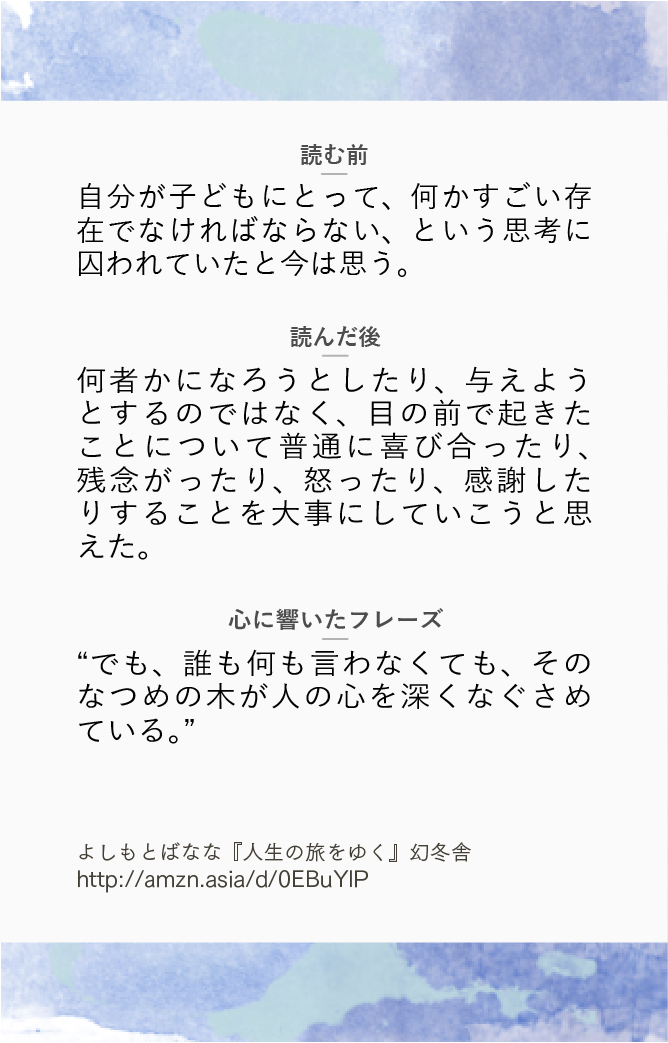 読む前
自分が子どもにとって、何かすごい存
在でなければならない、という思考に
囚われていたと今は思う。
読んだ後
何者かになろうとしたり、与えよう
とするのではなく、目の前で起きた
ことについて普通に喜び合ったり、
残念がったり、怒ったり、感謝した
りすることを大事にしていこうと思
えた。
心に響いたフレーズ
“でも、誰も何も言わなくても、その
なつめの木が人の心を深くなぐさめ
ている。”
よしもとばなな『人生の旅をゆく』幻冬舎
http://amzn.asia/d/0EBuYlP